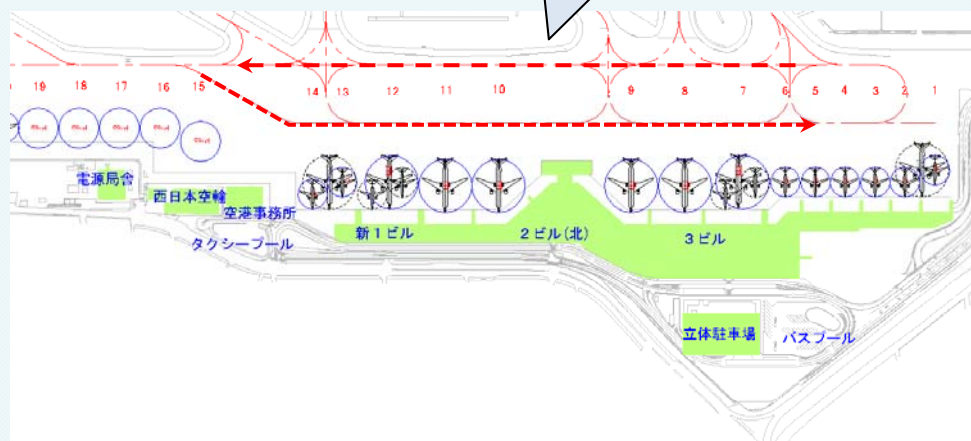 19 18 17 16 15 14 13 12 11 10 9 8 7 6 5 4 3 2 1
電源局舎
西日本空輸
空港事務所
タクシープール
新1ビル
2ビル(北)
3ビル
立体駐車場
バスプール